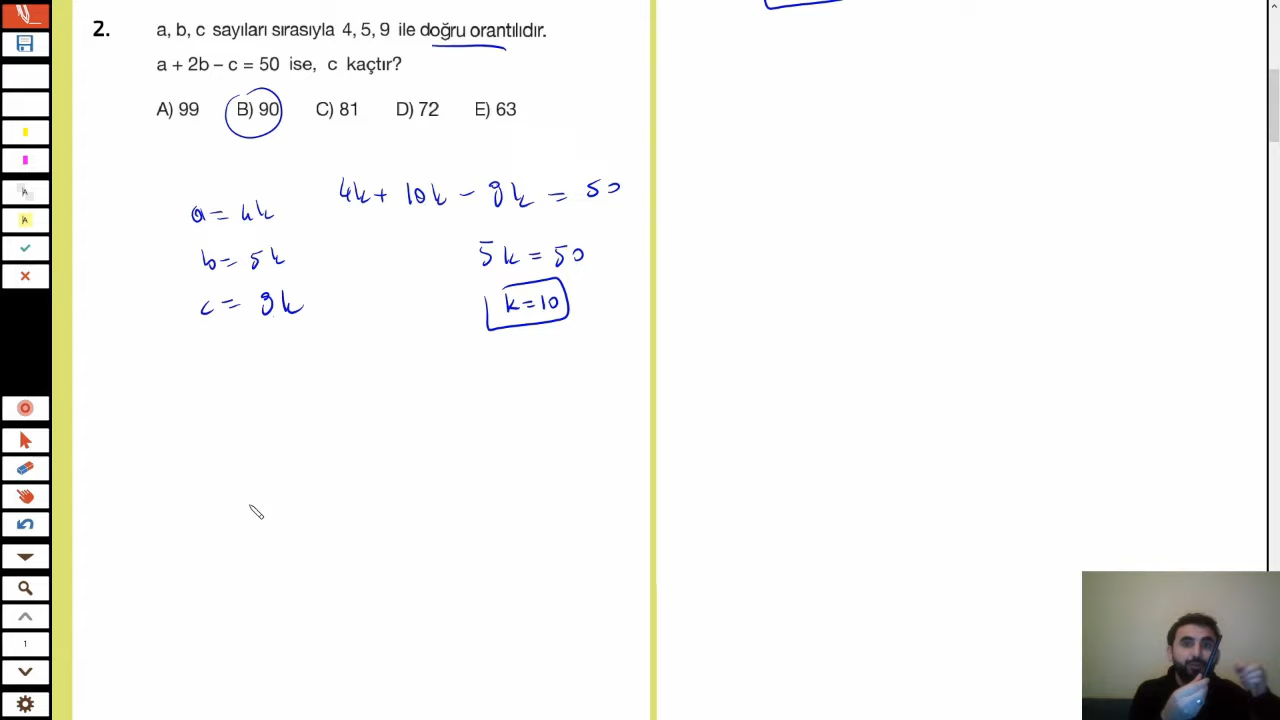 2. a, b, c sayıları sırasıyla 4, 5, 9 ile doğru orantılıdır.
a + 2b – c = 50 ise, c kaçtır?
A) 99 B) 90 C) 81 D) 72 E) 63
4k + 10k - 9k = 50
a = 4k
b = 5k
c = 9k
5k = 50
k = 10
A
A
1